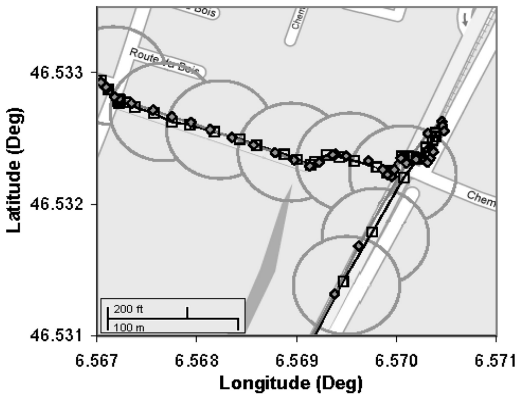 Bois
Chem
Route du Bois
46.533
46.532
46.531
Latitude (Deg)
Chem
200 ft
100 m
6.567
6.568
6.569
6.570
6.571
Longitude (Deg)